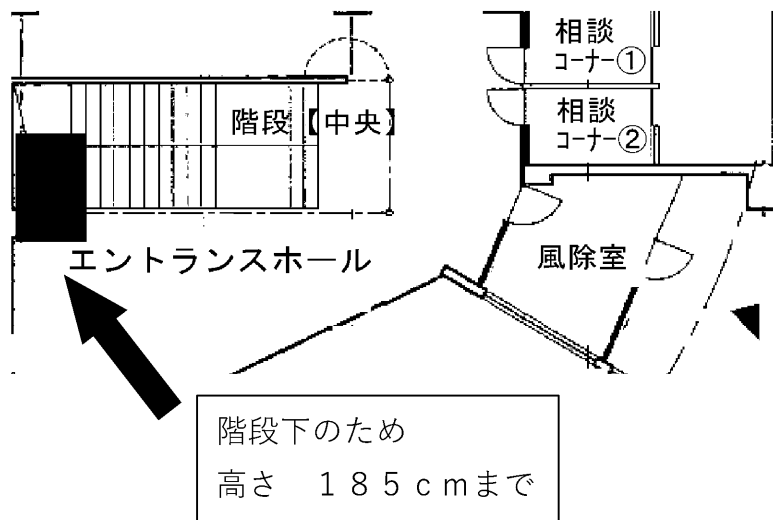 相談
コーナー①
階段【中央】
相談
コーナー②
エントランスホール
風除室
階段下のため
高さ　１８５ｃｍまで